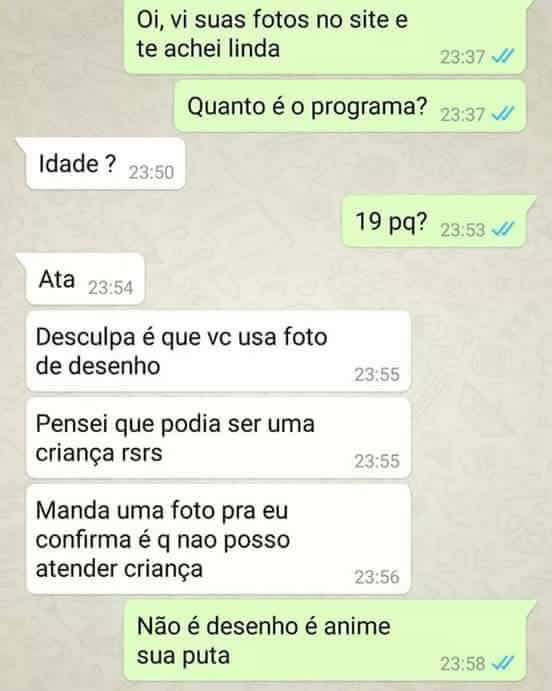 Oi, vi suas fotos no site e
te achei linda
23:37
Quanto é o programa? 23:37
Idade ? 23:50
19 pq? 23:53
Ata 23:54
Desculpa é que vc usa foto
de desenho
23:55
Pensei que podia ser uma
criança rsrs
23:55
Manda uma foto pra eu
confirma é q nao posso
atender criança
23:56
Não é desenho é anime
sua puta
23:58